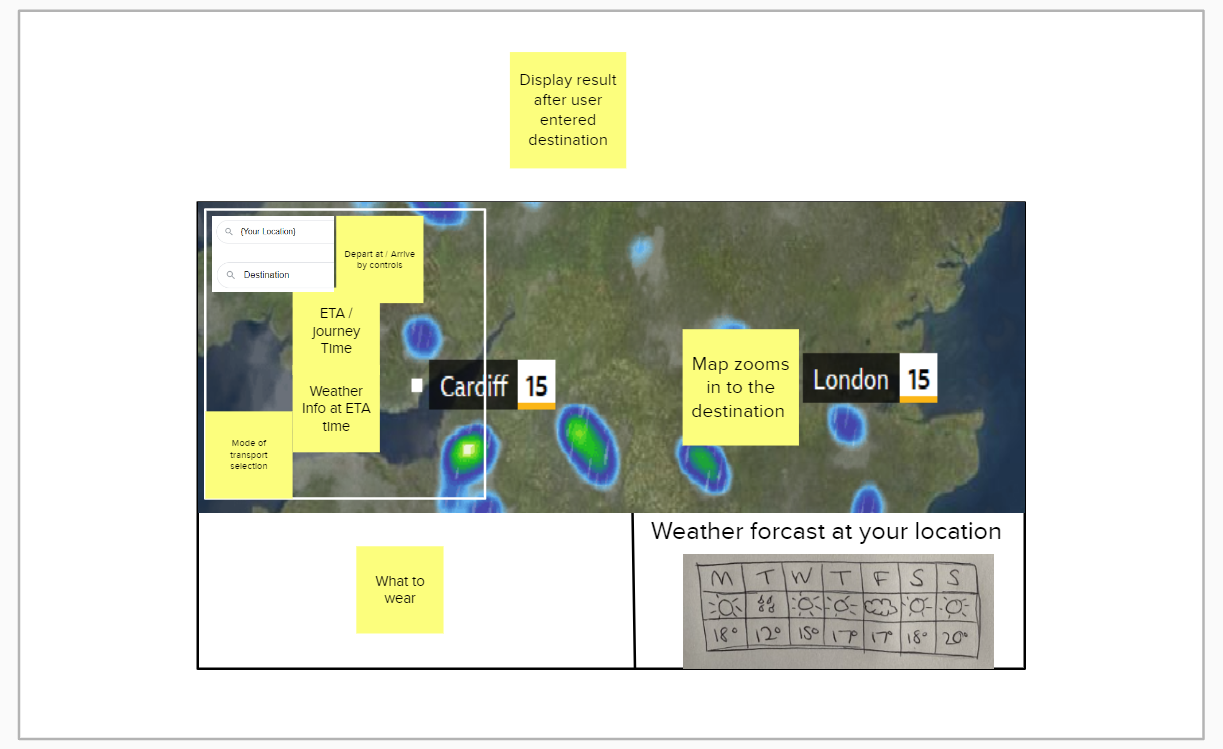 Display result
after user
entered
destination
{Your Location}
Destination
Depart at / Arrive
by controls
ETA /
journey
Time
Weather
Info at ETA
time
Mode of
transport
selection
Cardiff 15
Map zooms
in to the
destination
London 15
What to
wear
Weather forcast at your location
M T W T F S S
18° 12° 15° 17° 17° 18° 20°